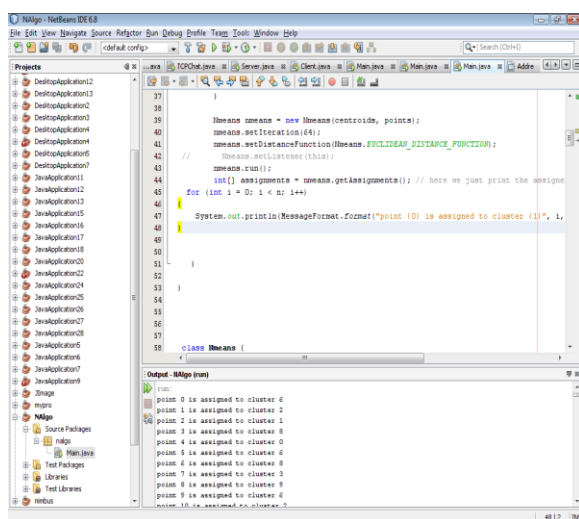 NAlgo - NetBeans IDE 6.8
File Edit View Navigate Source Refactor Run Debug Profile Team Tools Window Help
<default config>
Search (Ctrl+I)
Projects
DesktopApplication12
DesktopApplication13
DesktopApplication2
DesktopApplication3
DesktopApplication4
DesktopApplication4
DesktopApplication5
DesktopApplication7
JavaApplication11
JavaApplication12
JavaApplication14
JavaApplication15
JavaApplication16
JavaApplication17
JavaApplication18
JavaApplication20
JavaApplication22
JavaApplication24
JavaApplication25
JavaApplication26
JavaApplication27
JavaApplication28
JavaApplication5
JavaApplication6
JavaApplication7
JavaApplication9
JImage
mypro
NAlgo
Source Packages
nalgo
Main.java
Test Packages
Libraries
Test Libraries
nimbus
...ava TCPChat.java Server.java Client.java Main.java Main.java Main.java Addre
37 }
38
39 Nmeans nmeans = new Nmeans(centroids, points);
40 nmeans.setIteration(64);
41 nmeans.setDistanceFunction(Nmeans.EUCLIDEAN_DISTANCE_FUNCTION);
42 // Nmeans.setListener(this);
43 nmeans.run();
44 int[] assignments = nmeans.getAssignments(); // here we just print the assigne
45 for (int i = 0; i < n; i++)
46 {
47 System.out.println(MessageFormat.format("point {0} is assigned to cluster {1}", i,
48 }
49
50
51 }
52
53 }
54
55
56
57
58 class Nmeans {
Output - NAlgo (run)
run:
point 0 is assigned to cluster 6
point 1 is assigned to cluster 2
point 2 is assigned to cluster 1
point 3 is assigned to cluster 8
point 4 is assigned to cluster 0
point 5 is assigned to cluster 6
point 6 is assigned to cluster 8
point 7 is assigned to cluster 3
point 8 is assigned to cluster 9
point 9 is assigned to cluster 6
point 10 is assigned to cluster 2
48 | 2 IN